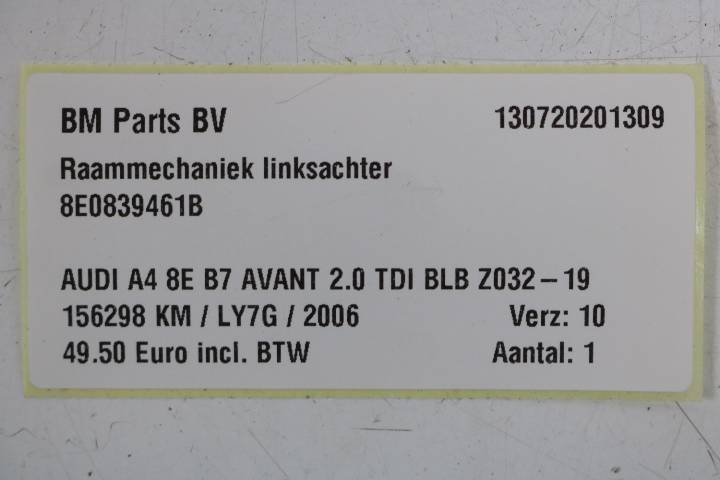 BM Parts BV 130720201309
Raammechaniek linksachter
8E0839461B
AUDI A4 8E B7 AVANT 2.0 TDI BLB Z032 – 19
156298 KM / LY7G / 2006 Verz: 10
49.50 Euro incl. BTW Aantal: 1